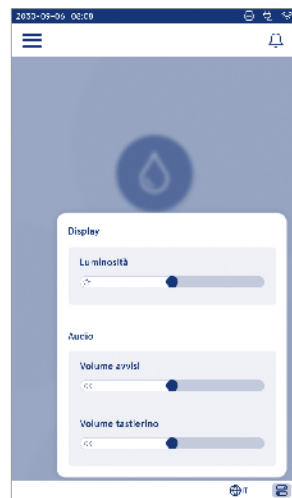 2030-09-06 08:00
Display
Luminosità
Audio
Volume avvisi
Volume tastierino
IT